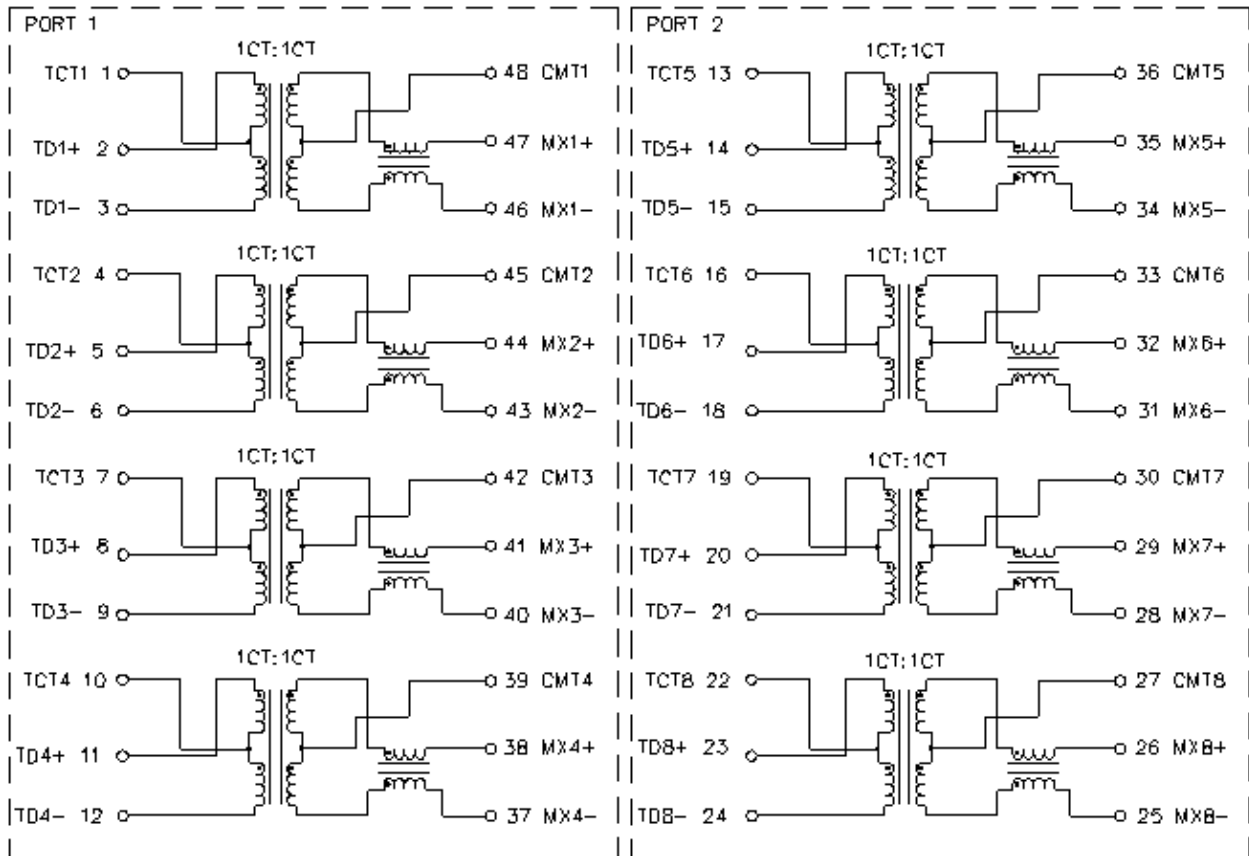 PORT 1
1CT:1CT
TCT1 1
48 CMT1
TD1+ 2
47 MX1+
TD1- 3
46 MX1-
1CT:1CT
TCT2 4
45 CMT2
TD2+ 5
44 MX2+
TD2- 6
43 MX2-
1CT:1CT
TCT3 7
42 CMT3
TD3+ 8
41 MX3+
TD3- 9
40 MX3-
1CT:1CT
TCT4 10
39 CMT4
TD4+ 11
38 MX4+
TD4- 12
37 MX4-
PORT 2
1CT:1CT
TCT5 13
36 CMT5
TD5+ 14
35 MX5+
TD5- 15
34 MX5-
1CT:1CT
TCT6 16
33 CMT6
TD6+ 17
32 MX6+
TD6- 18
31 MX6-
1CT:1CT
TCT7 19
30 CMT7
TD7+ 20
29 MX7+
TD7- 21
28 MX7-
1CT:1CT
TCT8 22
27 CMT8
TD8+ 23
26 MX8+
TD8- 24
25 MX8-